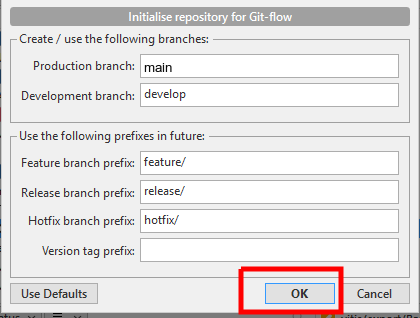 Initialise repository for Git-flow
Create / use the following branches:
Production branch: main
Development branch: develop
Use the following prefixes in future:
Feature branch prefix: feature/
Release branch prefix: release/
Hotfix branch prefix: hotfix/
Version tag prefix:
Use Defaults OK Cancel